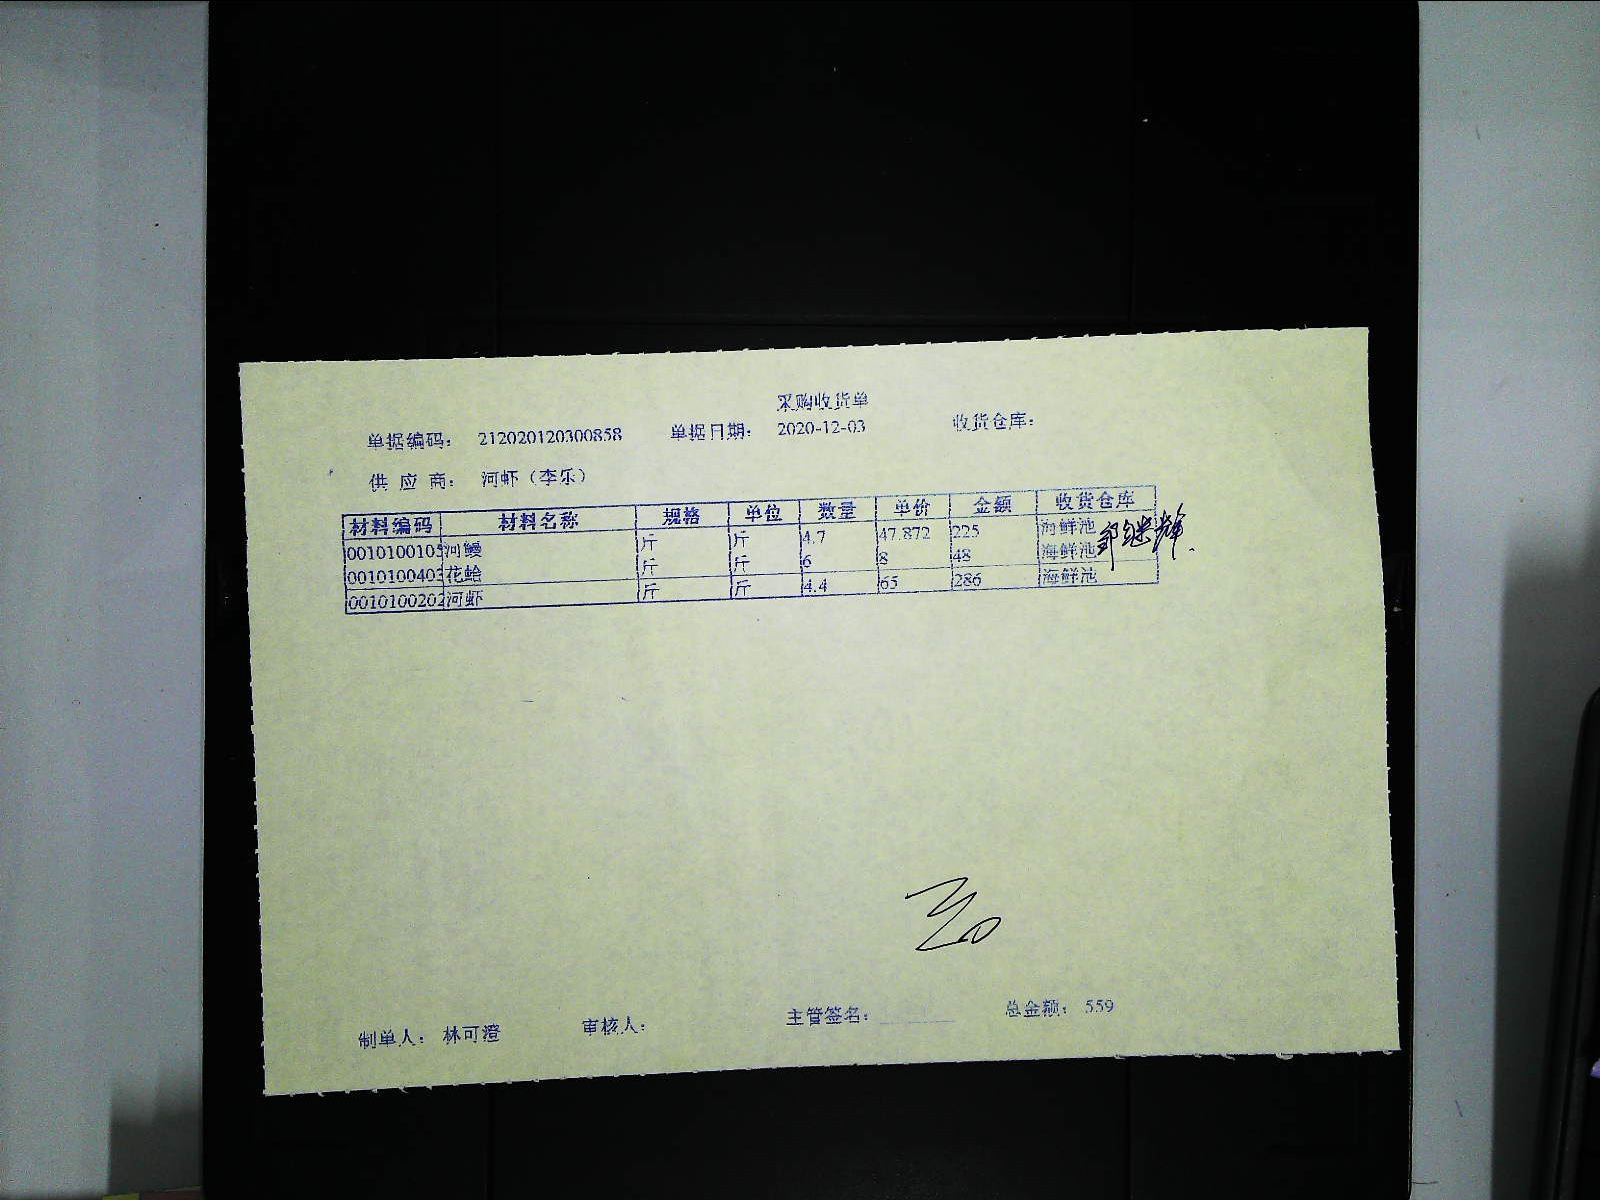 采购收货单
单据编码： 212020120300858 单据日期： 2020-12-03 收货仓库：
供 应 商： 河虾（李乐）
材料编码 材料名称 规格 单位 数量 单价 金额 收货仓库
0010100105 河鳗 斤 斤 4.7 47.872 225 海鲜池
0010100403 花蛤 斤 斤 6 8 48 海鲜池
0010100202 河虾 斤 斤 4.4 65 286 海鲜池
制单人： 林可澄 审核人： 主管签名： 总金额： 559